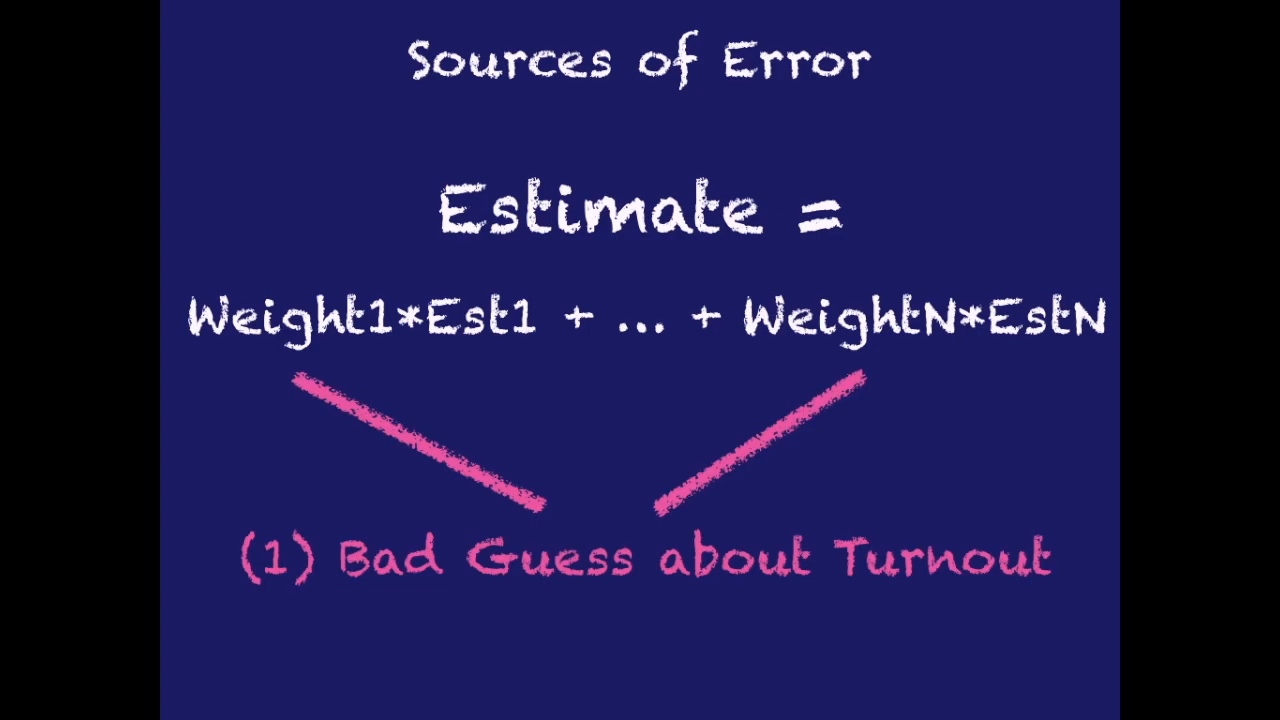 Sources of Error
Estimate =
Weight1*Est1 + ... + WeightN*EstN
(1) Bad Guess about Turnout